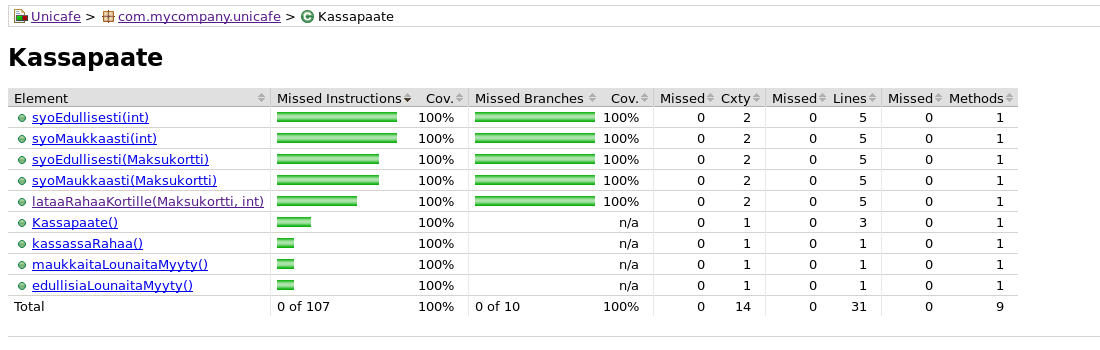 Unicafe > com.mycompany.unicafe > Kassapaate
Kassapaate
Element Missed Instructions Cov. Missed Branches Cov. Missed Cxty Missed Lines Missed Methods
syoEdullisesti(int) 100% 100% 0 2 0 5 0 1
syoMaukkaasti(int) 100% 100% 0 2 0 5 0 1
syoEdullisesti(Maksukortti) 100% 100% 0 2 0 5 0 1
syoMaukkaasti(Maksukortti) 100% 100% 0 2 0 5 0 1
lataaRahaaKortille(Maksukortti, int) 100% 100% 0 2 0 5 0 1
Kassapaate() 100% n/a 0 1 0 3 0 1
kassassaRahaa() 100% n/a 0 1 0 1 0 1
maukkaitaLounaitaMyyty() 100% n/a 0 1 0 1 0 1
edullisiaLounaitaMyyty() 100% n/a 0 1 0 1 0 1
Total 0 of 107 100% 0 of 10 100% 0 14 0 31 0 9